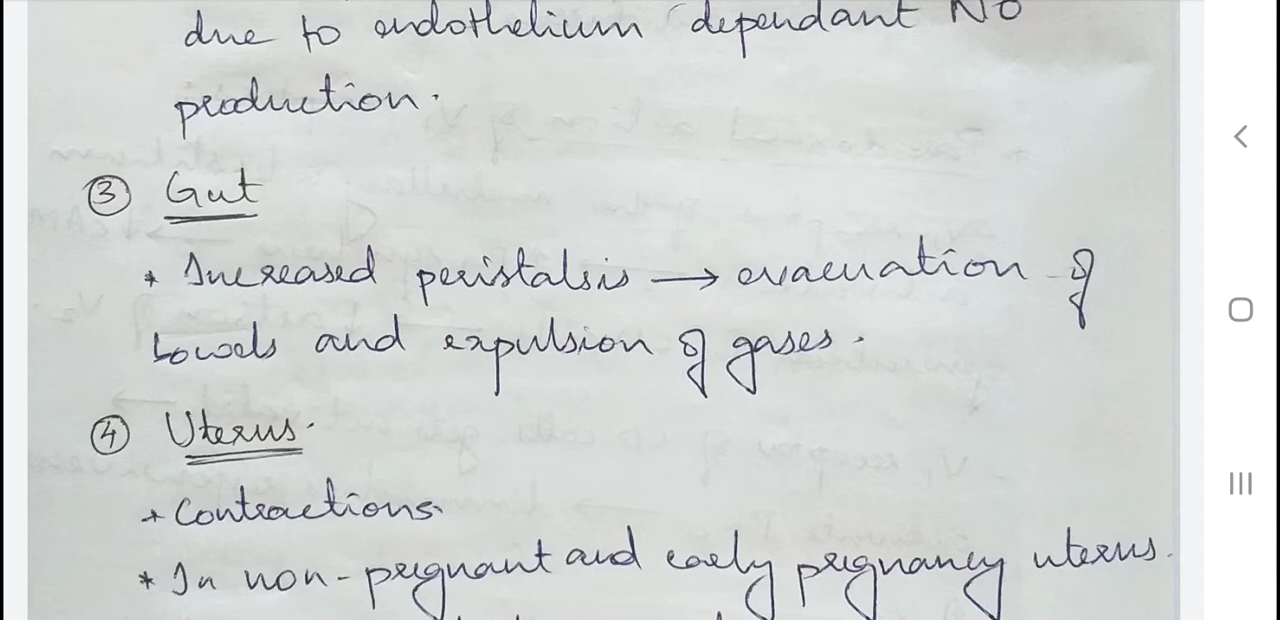 due to endothelium dependant NO
production.
③ Gut
* Increased peristalsis → evacuation of
bowels and expulsion of gases.
④ Uterus.
* Contractions.
* In non-pregnant and early pregnancy uterus.